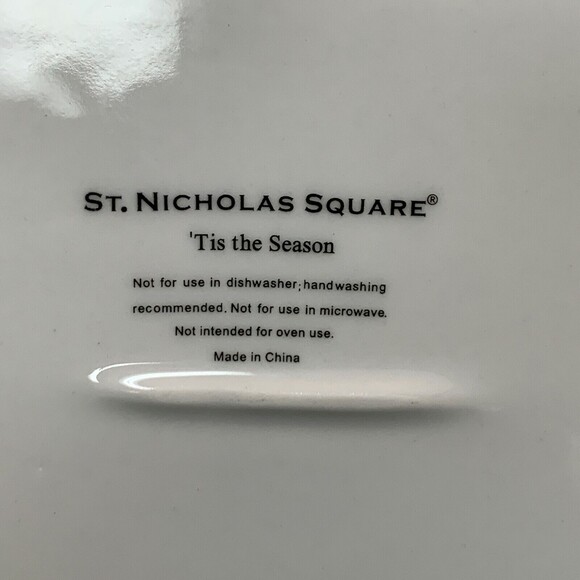 ST. NICHOLAS SQUARE®
'Tis the Season
Not for use in dishwasher; handwashing
recommended. Not for use in microwave.
Not intended for oven use.
Made in China